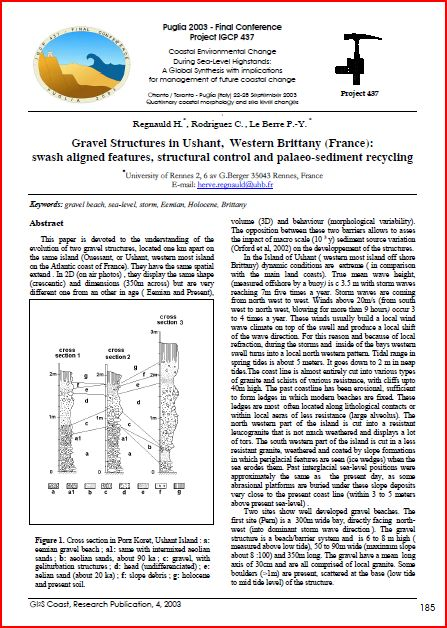 IGCP 437 FINAL CONFERENCE
PUGLIA 2003
Puglia 2003 - Final Conference
Project IGCP 437
Coastal Environmental Change
During Sea-Level Highstands:
A Global Synthesis with implications
for management of future coastal change
Otranto / Taranto - Puglia (Italy) 22-28 September 2003
Quaternary coastal morphology and sea level changes
Project 437
Regnauld H.*, Rodriguez C., Le Berre P.-Y. *
Gravel Structures in Ushant, Western Brittany (France):
swash aligned features, structural control and palaeo-sediment recycling
*University of Rennes 2, 6 av G.Berger 35043 Rennes, France
E-mail: herve.regnauld@uhb.fr
Keywords: gravel beach, sea-level, storm, Eemian, Holocene, Brittany
Abstract
This paper is devoted to the understanding of the
evolution of two gravel structures, located one km apart on
the same island (Ouessant, or Ushant, western most island
on the Atlantic coast of France). They have the same spatial
extend . In 2D (on air photos) , they display the same shape
(crescentic) and dimensions (350m across) but are very
different one from an other in age ( Eemian and Present),
cross
section 1
cross
section 2
cross
section 3
3m
2m
2m
2m
1m
1m
1m
0
0
0
g
f
e
d
c
b
a
a1
a a1 b c d e f g
Figure 1. Cross section in Porz Koret, Ushant Island : a:
eemian gravel beach ; a1: same with intermixed aeolian
sands ; b: aeolian sands, about 90 ka ; c: gravel, with
geliturbation structures ; d: head (undifferenciated) ; e:
aelian sand (about 20 ka) ; f: slope debris ; g: holocene
and present soil.
volume (3D) and behaviour (morphological variability).
The opposition between these two barriers allows to asses
the impact of macro scale (10 ³ y) sediment source variation
(Orford et al, 2002) on the developpement of the structures.
In the Island of Ushant ( western most island off shore
Brittany) dynamic conditions are extreme ( in comparison
with the main land coasts). True mean wave height,
(measured offshore by a buoy) is c 3.5 m with storm waves
reaching 7m five times a year. Storm waves are coming
from north west to west. Winds above 20m/s (from south
west to north west, blowing for more than 9 hours) occur 3
to 4 times a year. These winds usually build a local wind
wave climate on top of the swell and produce a local shift
of the wave direction. For this reason and because of local
refraction, during the storms and inside of the bays western
swell turns into a local north western pattern. Tidal range in
spring tides is about 5 meters. It goes down to 2 m in neap
tides.The coast line is almost entirely cut into various types
of granite and schists of various resistance, with cliffs upto
40m high. The past coastline has been erosional, sufficient
to form ledges in which modern beaches are fixed. These
ledges are most often located along lithological contacts or
within local aeras of less resistance (large alveolus). The
north western part of the island is cut into a resistant
leucogranite that is not much weathered and displays a lot
of tors. The south western part of the island is cut in a less
resistant granite, weathered and coated by slope formations
in which periglacial features are seen (ice wedges) when the
sea erodes them. Past interglacial sea-level positions were
approximately the same as the present day, as some
abrasional platforms are buried under these slope deposits
very close to the present coast line (within 3 to 5 meters
above present sea-level)
Two sites show well developed gravel beaches. The
first site (Pern) is a 300m wide bay, directly facing north-
west (into dominant storm wave direction ). The gravel
structure is a beach/barrier system and is 6 to 8 m high (
measured above low tide), 50 to 90m wide (maximum slope
about 8 :100) and 350m long. The gravel have a mean long
axis of 30cm and are all comprised of local granite. Some
boulders (>1m) are present, scattered at the base (low tide
to mid tide level) of the structure.
GI²S Coast, Research Publication, 4, 2003
185